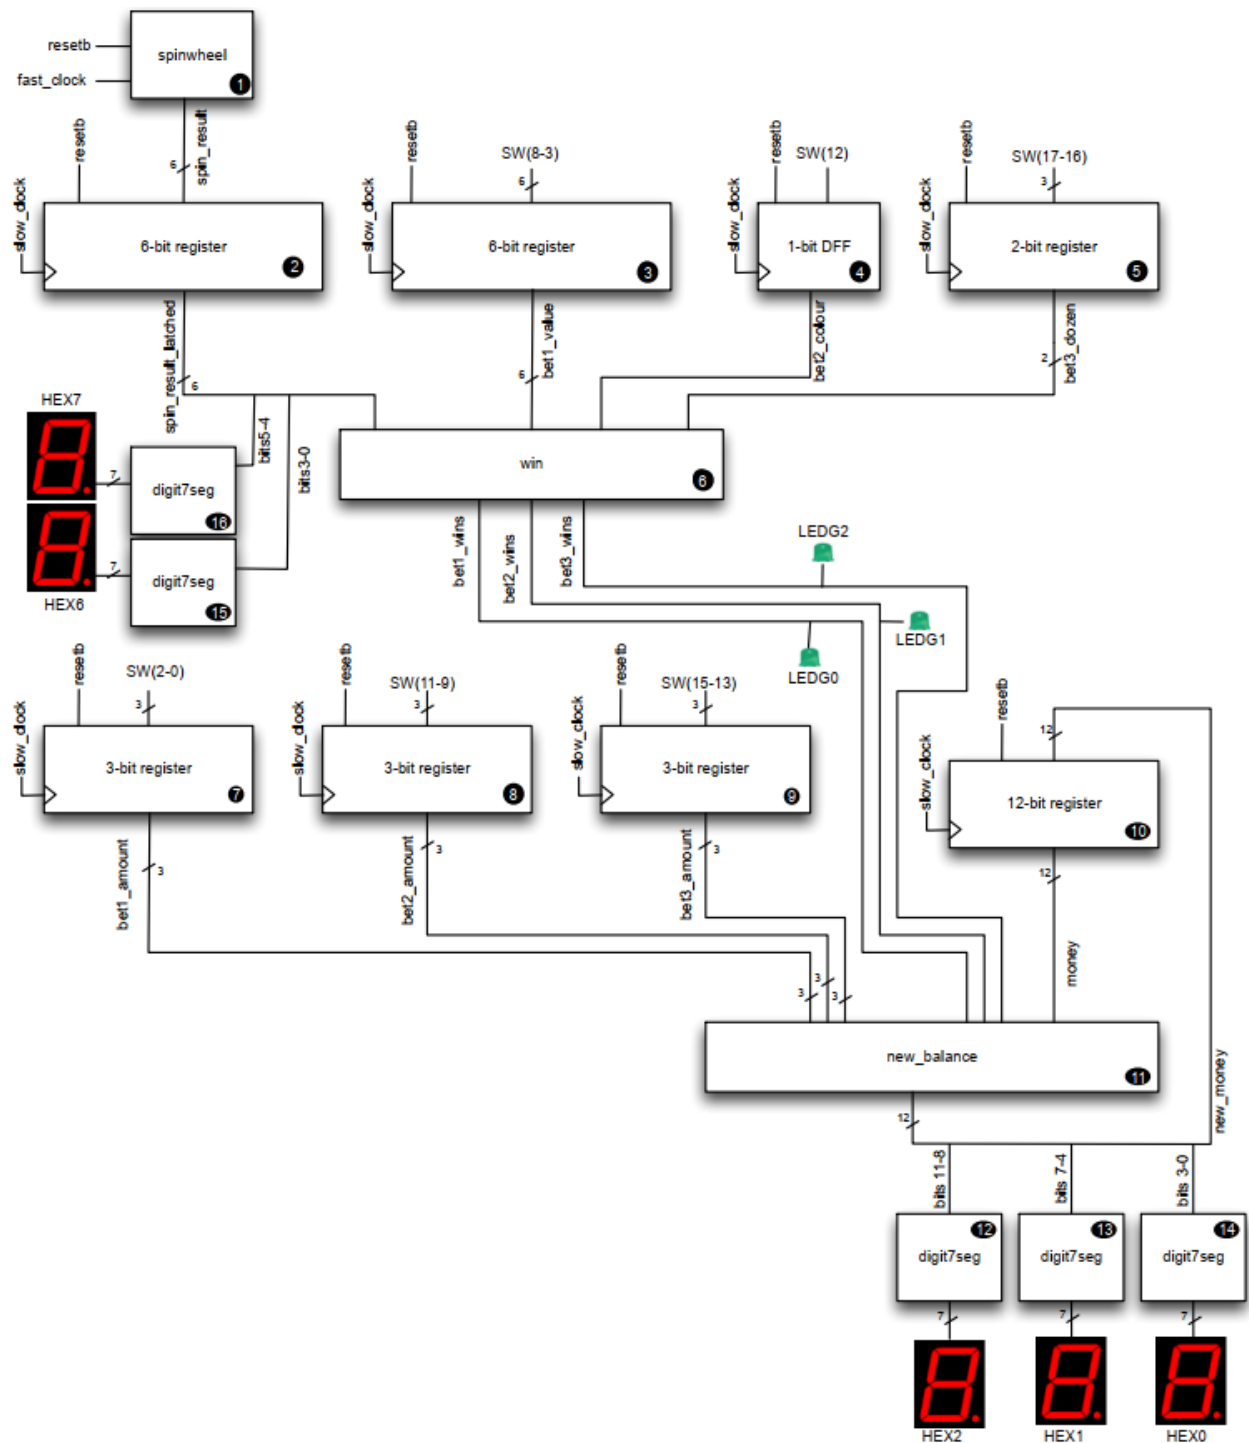 resetb
fast_clock
spinwheel
1
resetb
6
spin_result
resetb
SW(8-3)
6
resetb
SW(12)
resetb
SW(17-16)
3
slow_clock
6-bit register
2
slow_clock
6-bit register
3
slow_clock
1-bit DFF
4
slow_clock
2-bit register
5
spin_result_latched
6
bet1_value
6
bet2_colour
bet3_dozen
2
HEX7
7
digit7seg
16
bits5-4
bits3-0
win
6
7
digit7seg
15
HEX6
bet1_wins
bet2_wins
bet3_wins
LEDG2
LEDG1
LEDG0
resetb
SW(2-0)
3
resetb
SW(11-9)
3
resetb
SW(15-13)
3
resetb
12
slow_clock
3-bit register
7
slow_clock
3-bit register
8
slow_clock
3-bit register
9
slow_clock
12-bit register
10
bet1_amount
3
bet2_amount
3
bet3_amount
3
12
money
3
3
3
new_balance
11
12
new_money
bits 11-8
bits 7-4
bits 3-0
12
digit7seg
13
digit7seg
14
digit7seg
7
7
7
HEX2
HEX1
HEX0